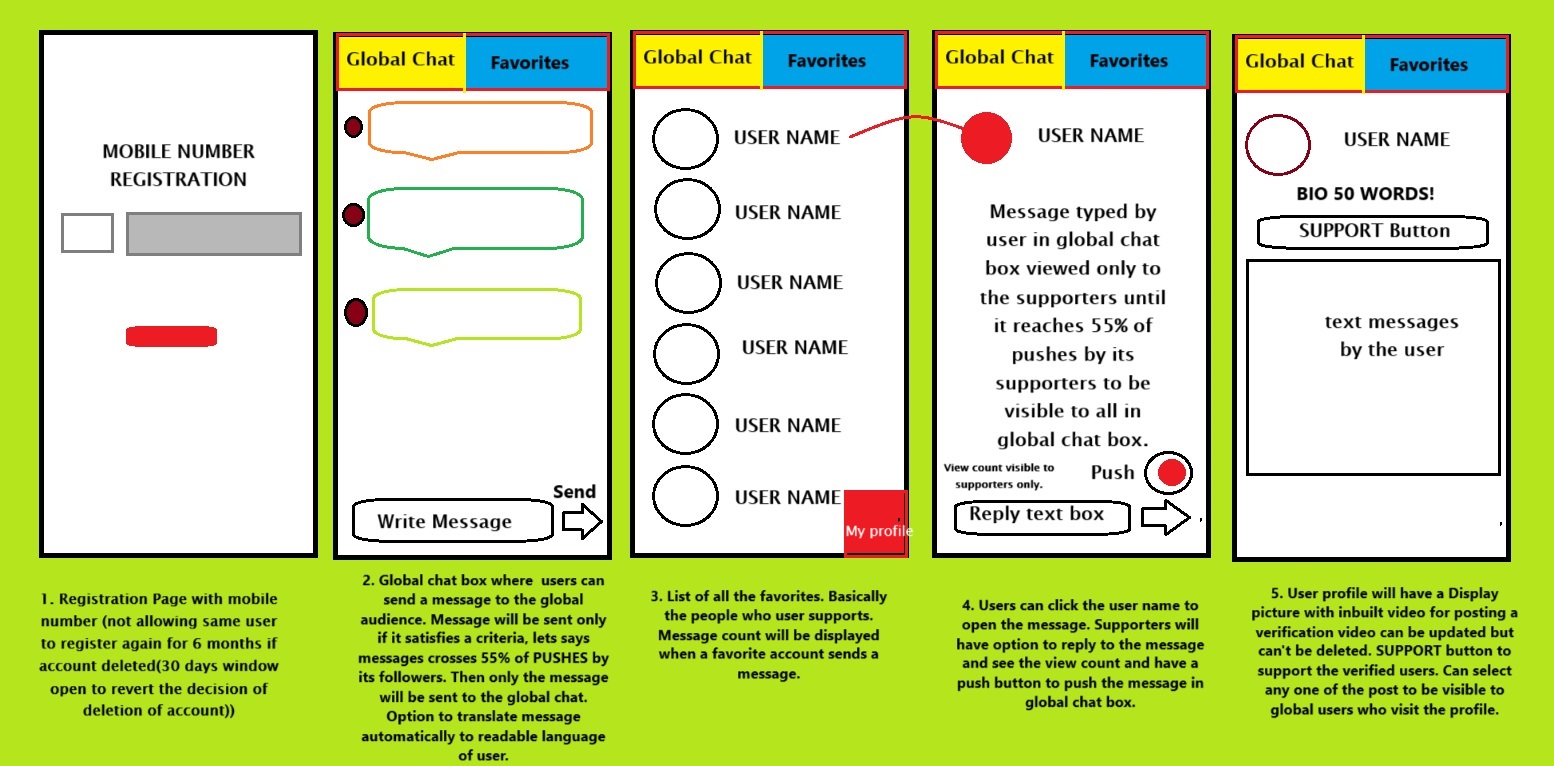 MOBILE NUMBER
REGISTRATION
1. Registration Page with mobile
number (not allowing same user
to register again for 6 months if
account deleted(30 days window
open to revert the decision of
deletion of account))
Global Chat
Favorites
Send
Write Message
2. Global chat box where users can
send a message to the global
audience. Message will be sent only
if it satisfies a criteria, lets says
messages crosses 55% of PUSHES by
its followers. Then only the message
will be sent to the global chat.
Option to translate message
automatically to readable language
of user.
Global Chat
Favorites
USER NAME
USER NAME
USER NAME
USER NAME
USER NAME
USER NAME
My profile
3. List of all the favorites. Basically
the people who user supports.
Message count will be displayed
when a favorite account sends a
message.
Global Chat
Favorites
USER NAME
Message typed by
user in global chat
box viewed only to
the supporters until
it reaches 55% of
pushes by its
supporters to be
visible to all in
global chat box.
View count visible to
supporters only.
Push
Reply text box
4. Users can click the user name to
open the message. Supporters will
have option to reply to the message
and see the view count and have a
push button to push the message in
global chat box.
Global Chat
Favorites
USER NAME
BIO 50 WORDS!
SUPPORT Button
text messages
by the user
5. User profile will have a Display
picture with inbuilt video for posting a
verification video can be updated but
can't be deleted. SUPPORT button to
support the verified users. Can select
any one of the post to be visible to
global users who visit the profile.